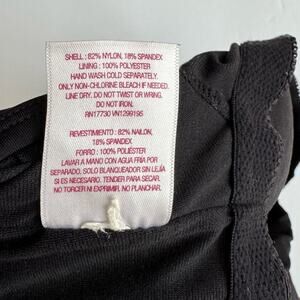 SHELL : 82% NYLON, 18% SPANDEX
LINING : 100% POLYESTER
HAND WASH COLD SEPARATELY.
ONLY NON-CHLORINE BLEACH IF NEEDED.
LINE DRY. DO NOT TWIST OR WRING.
DO NOT IRON.
RN17730 VN1299195
REVESTIMIENTO : 82% NAILON,
18% SPANDEX
FORRO : 100% POLIÉSTER
LAVAR A MANO CON AGUA FRÍA POR
SEPARADO, SOLO BLANQUEADOR SIN LEJÍA
SI ES NECESARIO. TENDER PARA SECAR.
NO TORCER NI EXPRIMIR. NO PLANCHAR.